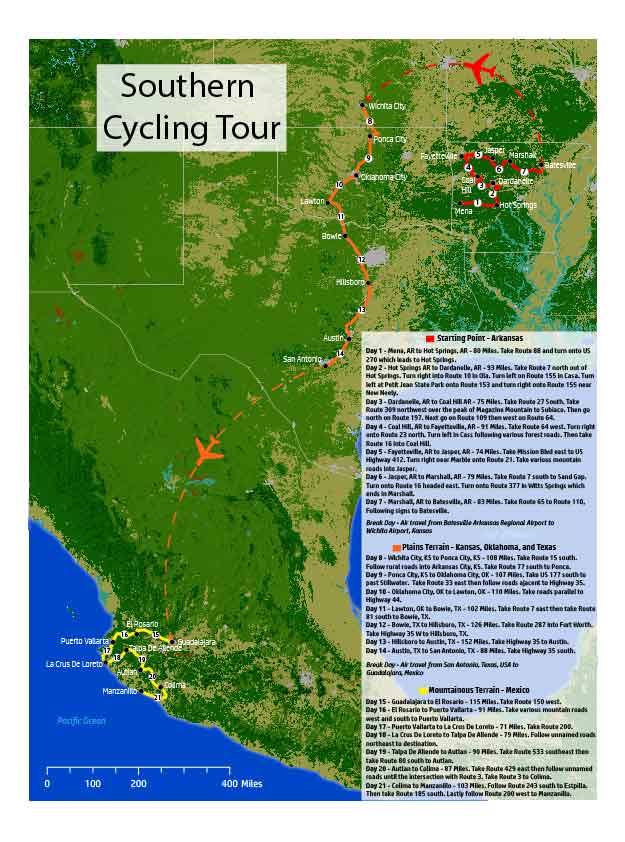 Southern
Cycling Tour
Wichita City
8
Ponca City
9
Oklahoma City
10
Lawton
11
Bowie
12
Hillsboro
13
Austin
14
San Antonio
Fayetteville
Jasper
Marshall
Batesville
5
6
7
4
Coal
Hill
3
Dardanelle
2
1
Mena
Hot Springs
Starting Point - Arkansas
Day 1 - Mena, AR to Hot Springs, AR - 80 Miles. Take Route 88 and turn onto US
270 which leads to Hot Springs.
Day 2 - Hot Springs AR to Dardanelle, AR - 93 Miles. Take Route 7 north out of
Hot Springs. Turn right into Route 10 in Ola. Turn left on Route 155 in Casa. Turn
left at Petit Jean State Park onto Route 153 and turn right onto Route 155 near
New Neely.
Day 3 - Dardanelle, AR to Coal Hill AR - 75 Miles. Take Route 27 South. Take
Route 309 northwest over the peak of Magazine Mountain to Subiaco. Then go
north on Route 197. Next go on Route 109 then west on Route 64.
Day 4 - Coal Hill, AR to Fayetteville, AR - 91 Miles. Take Route 64 west. Turn right
onto Route 23 north. Turn left in Cass following various forest roads. Then take
Route 16 into Coal Hill.
Day 5 - Fayetteville, AR to Jasper, AR - 74 Miles. Take Mission Blvd east to US
Highway 412. Turn right near Marble onto Route 21. Take various mountain
roads into Jasper.
Day 6 - Jasper, AR to Marshall, AR - 79 Miles. Take Route 7 south to Sand Gap.
Turn onto Route 16 headed east. Turn onto Route 377 in Witts Springs which
ends in Marshall.
Day 7 - Marshall, AR to Batesville, AR - 83 Miles. Take Route 65 to Route 110,
Following signs to Batesville.
Break Day - Air travel from Batesville Arkansas Regional Airport to
Wichita Airport, Kansas
Plains Terrain - Kansas, Oklahoma, and Texas
Day 8 - Wichita City, KS to Ponca City, KS - 108 Miles. Take Route 15 south.
Follow rural roads into Arkansas City, KS. Take Route 77 south to Ponca.
Day 9 - Ponca City, KS to Oklahoma City, OK - 107 Miles. Take US 177 south to
past Stillwater. Take Route 33 east then follow roads ajacent to Highway 35.
Day 10 - Oklahoma City, OK to Lawton, OK - 110 Miles. Take roads parallel to
Highway 44.
Day 11 - Lawton, OK to Bowie, TX - 102 Miles. Take Route 7 east then take Route
81 south to Bowie, TX.
Day 12 - Bowie, TX to Hillsboro, TX - 126 Miles. Take Route 287 into Fort Worth.
Take Highway 35 W to Hillsboro, TX.
Day 13 - Hillsboro to Austin, TX - 152 Miles. Take Highway 35 to Austin.
Day 14 - Austin, TX to San Antonio, TX - 88 Miles. Take Highway 35 south.
Break Day - Air travel from San Antonio, Texas, USA to
Guadalajara, Mexico
Mountainous Terrain - Mexico
Day 15 - Guadalajara to El Rosario - 115 Miles. Take Route 150 west.
Day 16 - El Rosario to Puerto Vallarta - 91 Miles. Take various mountain roads
west and south to Puerto Vallarta.
Day 17 - Puerto Vallarta to La Crus De Loreto - 71 Miles. Take Route 200.
Day 18 - La Crus De Loreto to Talpa De Allende - 79 Miles. Follow unnamed roads
northeast to destination.
Day 19 - Talpa De Allende to Autlan - 90 Miles. Take Route 533 southeast then
take Route 80 south to Autlan.
Day 20 - Autlan to Colima - 87 Miles. Take Route 429 east then follow unnamed
roads until the intersection with Route 3. Take Route 3 to Colima.
Day 21 - Colima to Manzanillo - 103 Miles. Follow Route 243 south to Estpilla.
Then take Route 185 south. Lastly follow Route 200 west to Manzanillo.
El Rosario
16
15
Puerto Vallarta
Guadalajara
17
Talpa De Allende
18
19
La Crus De Loreto
Autlan
20
Colima
Manzanillo
21
Pacific Ocean
0 100 200 400 Miles